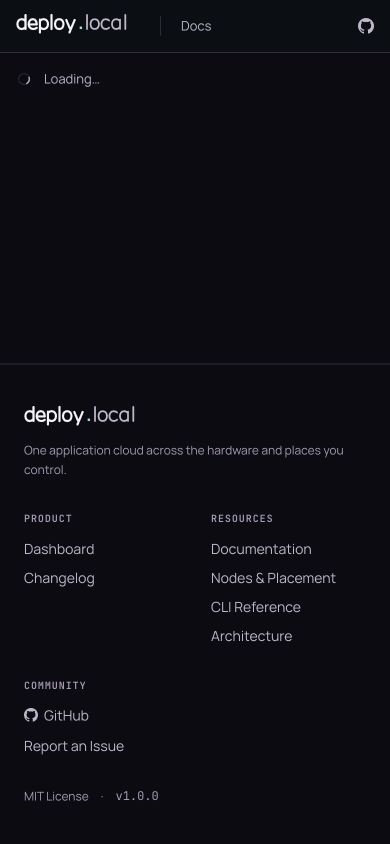 deploy.local
Docs
Loading...
deploy.local
One application cloud across the hardware and places you
control.
PRODUCT
RESOURCES
Dashboard
Documentation
Changelog
Nodes & Placement
CLI Reference
Architecture
COMMUNITY
GitHub
Report an Issue
MIT License · v1.0.0